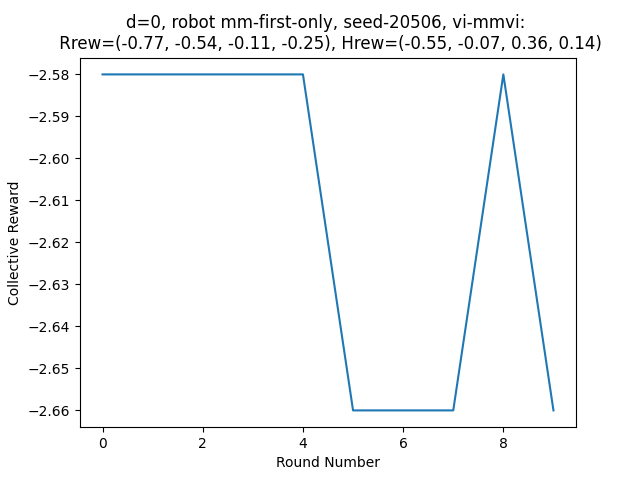 d=0, robot mm-first-only, seed-20506, vi-mmvi:
Rrew=(-0.77, -0.54, -0.11, -0.25), Hrew=(-0.55, -0.07, 0.36, 0.14)
−2.58
−2.59
−2.60
−2.61
−2.62
−2.63
−2.64
−2.65
−2.66
Collective Reward
0 2 4 6 8
Round Number